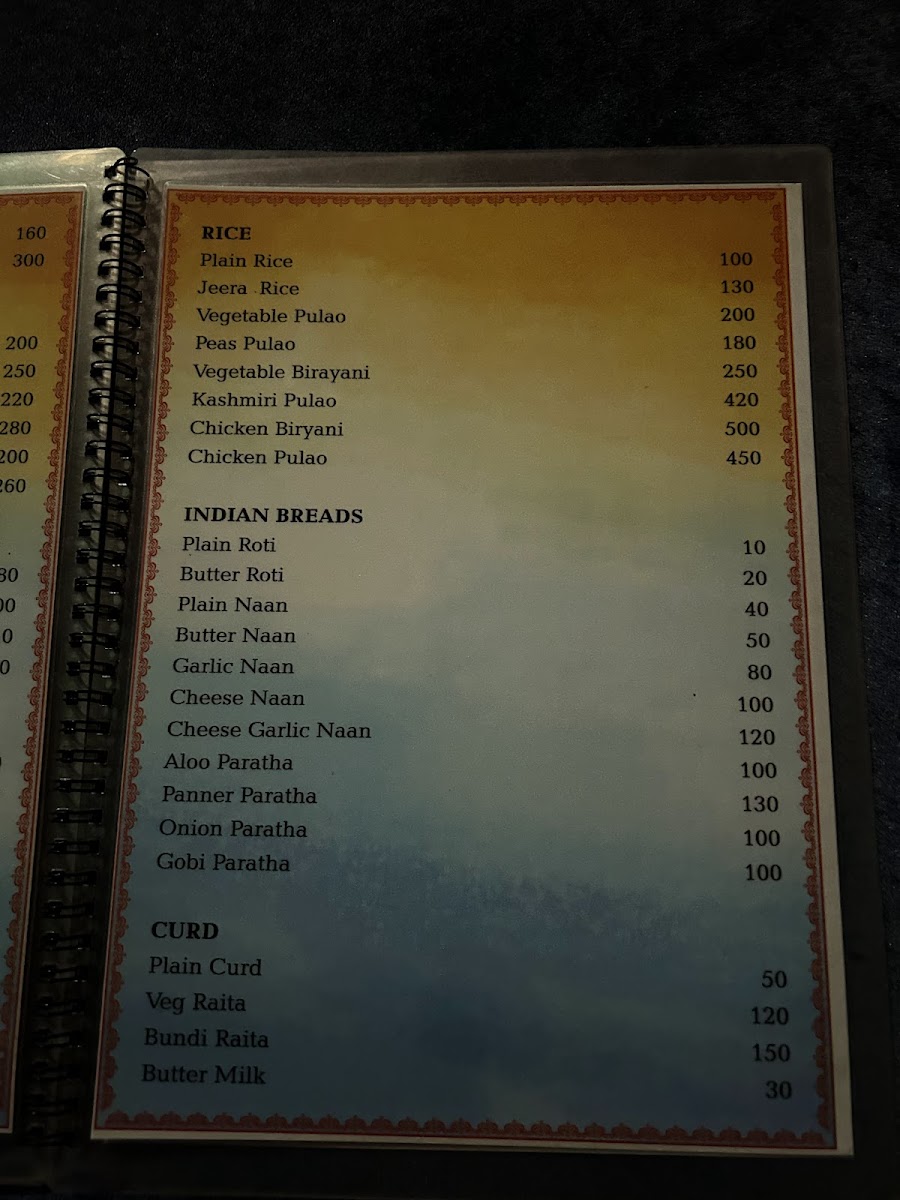 160
300
200
250
220
280
200
260
RICE
Plain Rice 100
Jeera Rice 130
Vegetable Pulao 200
Peas Pulao 180
Vegetable Birayani 250
Kashmiri Pulao 420
Chicken Biryani 500
Chicken Pulao 450
INDIAN BREADS
Plain Roti 10
Butter Roti 20
Plain Naan 40
Butter Naan 50
Garlic Naan 80
Cheese Naan 100
Cheese Garlic Naan 120
Aloo Paratha 100
Panner Paratha 130
Onion Paratha 100
Gobi Paratha 100
CURD
Plain Curd 50
Veg Raita 120
Bundi Raita 150
Butter Milk 30